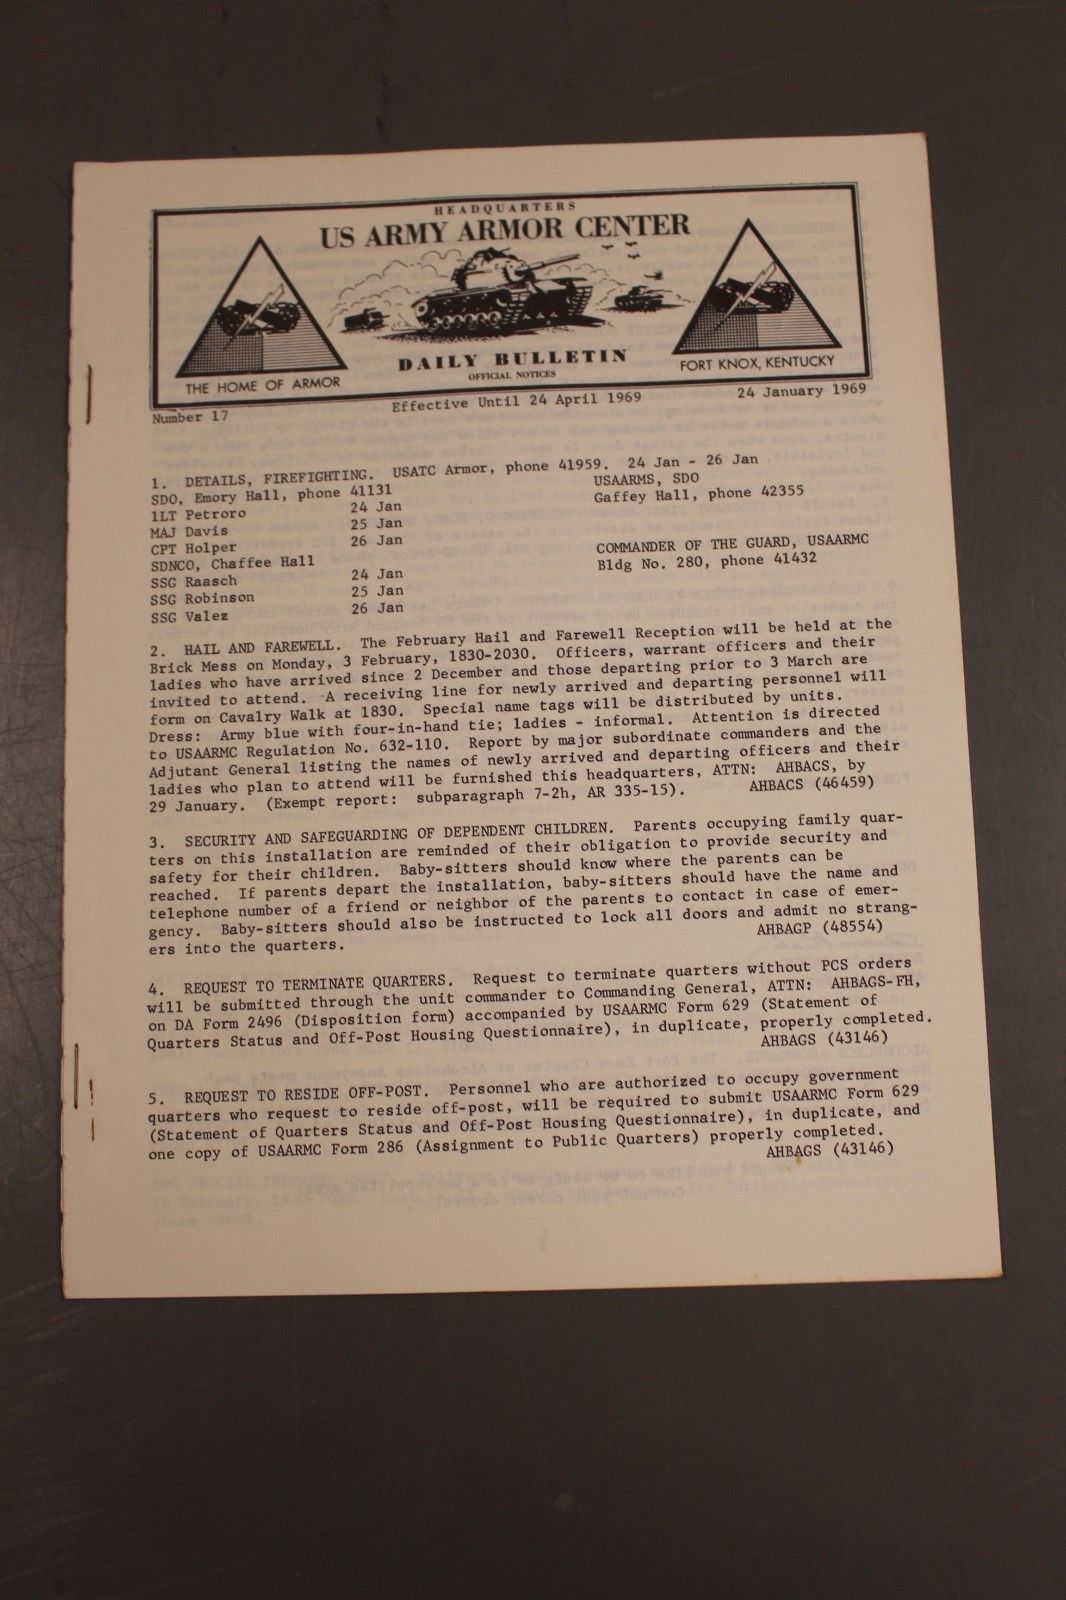 HEADQUARTERS
US ARMY ARMOR CENTER
DAILY BULLETIN
OFFICIAL NOTICES
THE HOME OF ARMOR
FORT KNOX, KENTUCKY
Number 17 Effective Until 24 April 1969 24 January 1969
1. DETAILS, FIREFIGHTING. USATC Armor, phone 41959. 24 Jan - 26 Jan
SDO, Emory Hall, phone 41131 USAARMS, SDO
1LT Petroro 24 Jan Gaffey Hall, phone 42355
MAJ Davis 25 Jan
CPT Holper 26 Jan COMMANDER OF THE GUARD, USAARMC
SDNCO, Chaffee Hall Bldg No. 280, phone 41432
SSG Raasch 24 Jan
SSG Robinson 25 Jan
SSG Valez 26 Jan
2. HAIL AND FAREWELL. The February Hail and Farewell Reception will be held at the
Brick Mess on Monday, 3 February, 1830-2030. Officers, warrant officers and their
ladies who have arrived since 2 December and those departing prior to 3 March are
invited to attend. A receiving line for newly arrived and departing personnel will
form on Cavalry Walk at 1830. Special name tags will be distributed by units.
Dress: Army blue with four-in-hand tie; ladies - informal. Attention is directed
to USAARMC Regulation No. 632-110. Report by major subordinate commanders and the
Adjutant General listing the names of newly arrived and departing officers and their
ladies who plan to attend will be furnished this headquarters, ATTN: AHBACS, by
29 January. (Exempt report: subparagraph 7-2h, AR 335-15). AHBACS (46459)
3. SECURITY AND SAFEGUARDING OF DEPENDENT CHILDREN. Parents occupying family quar-
ters on this installation are reminded of their obligation to provide security and
safety for their children. Baby-sitters should know where the parents can be
reached. If parents depart the installation, baby-sitters should have the name and
telephone number of a friend or neighbor of the parents to contact in case of emer-
gency. Baby-sitters should also be instructed to lock all doors and admit no strang-
ers into the quarters. AHBAGP (48554)
4. REQUEST TO TERMINATE QUARTERS. Request to terminate quarters without PCS orders
will be submitted through the unit commander to Commanding General, ATTN: AHBAGS-FH,
on DA Form 2496 (Disposition form) accompanied by USAARMC Form 629 (Statement of
Quarters Status and Off-Post Housing Questionnaire), in duplicate, properly completed.
AHBAGS (43146)
5. REQUEST TO RESIDE OFF-POST. Personnel who are authorized to occupy government
quarters who request to reside off-post, will be required to submit USAARMC Form 629
(Statement of Quarters Status and Off-Post Housing Questionnaire), in duplicate, and
one copy of USAARMC Form 286 (Assignment to Public Quarters) properly completed.
AHBAGS (43146)